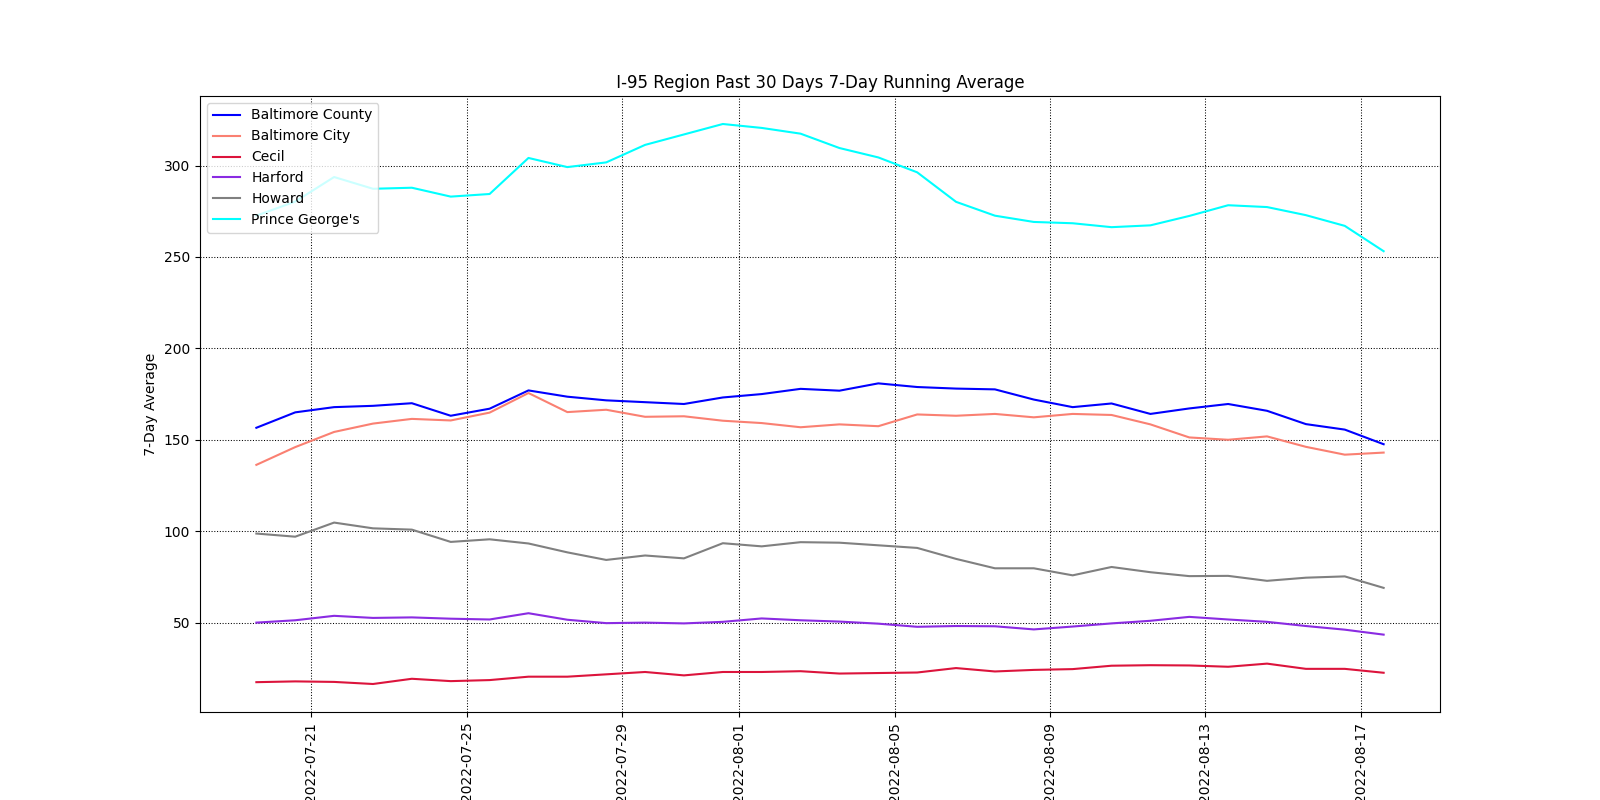 I-95 Region Past 30 Days 7-Day Running Average
Baltimore County
Baltimore City
Cecil
Harford
Howard
Prince George's
300
250
200
150
100
50
7-Day Average
2022-07-21
2022-07-25
2022-07-29
2022-08-01
2022-08-05
2022-08-09
2022-08-13
2022-08-17